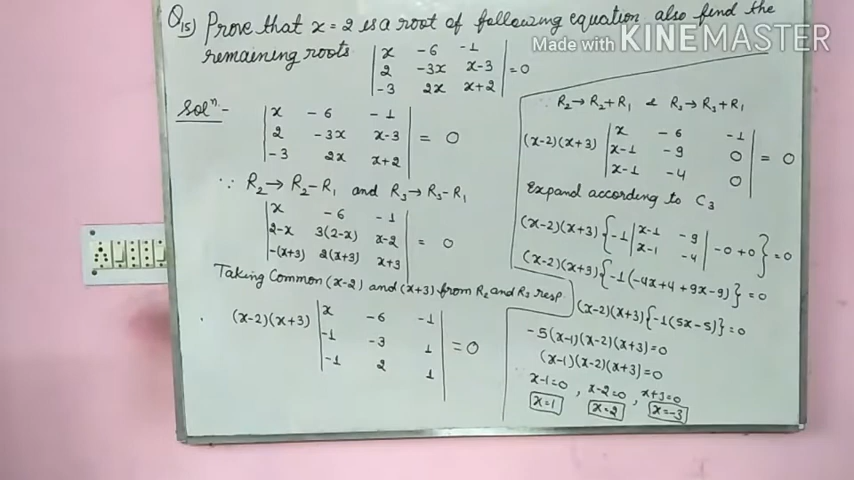 Q15) Prove that x = 2 is a root of following equation also find the
remaining roots
| x -6 -1 |
| 2 -3x x-3 | = 0
| -3 2x x+2 |
Solⁿ -
| x -6 -1 |
| 2 -3x x-3 | = 0
| -3 2x x+2 |
∵ R₂ → R₂ - R₁ and R₃ → R₃ - R₁
| x -6 -1 |
| 2-x 3(2-x) x-2 | = 0
| -(x+3) 2(x+3) x+3 |
Taking Common (x-2) and (x+3) from R₂ and R₃ resp.
| x -6 -1 |
(x-2)(x+3) | -1 -3 1 | = 0
| -1 2 1 |
∵ R₂ → R₂ + R₁ & R₃ → R₃ + R₁
| x -6 -1 |
(x-2)(x+3) | x-1 -9 0 | = 0
| x-1 -4 0 |
Expand according to C₃
(x-2)(x+3) { -1 | x-1 -9 | - 0 + 0 } = 0
| x-1 -4 |
(x-2)(x+3) { -1(-4x+4+9x-9) } = 0
(x-2)(x+3) { -1(5x-5) } = 0
-5(x-1)(x-2)(x+3) = 0
(x-1)(x-2)(x+3) = 0
x-1=0 , x-2=0 , x+3=0
x=1 x=2 x=-3
Made with KINEMASTER